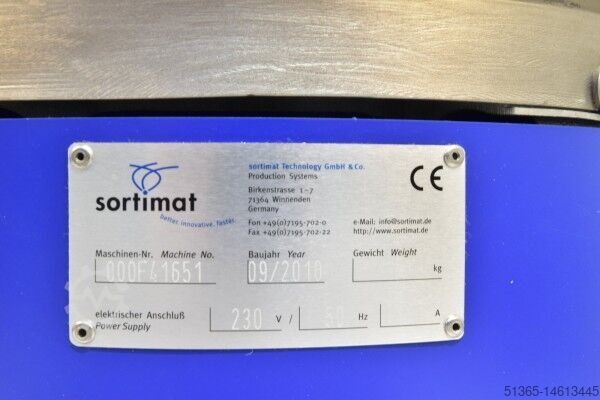 sortimat
better. innovative. faster.
sortimat Technology GmbH & Co.
Production Systems
Birkenstrasse 1-7
71364 Winnenden
Germany
Fon +49(0)7195-702-0
Fax +49(0)7195-702-22
e-Mail: info@sortimat.de
http://www.sortimat.de
CE
Maschinen-Nr. Machine No.
000F41651
Baujahr Year
09/2010
Gewicht Weight
kg
elektrischer Anschluß
Power Supply
230 V / 50 Hz A
51365-14613445